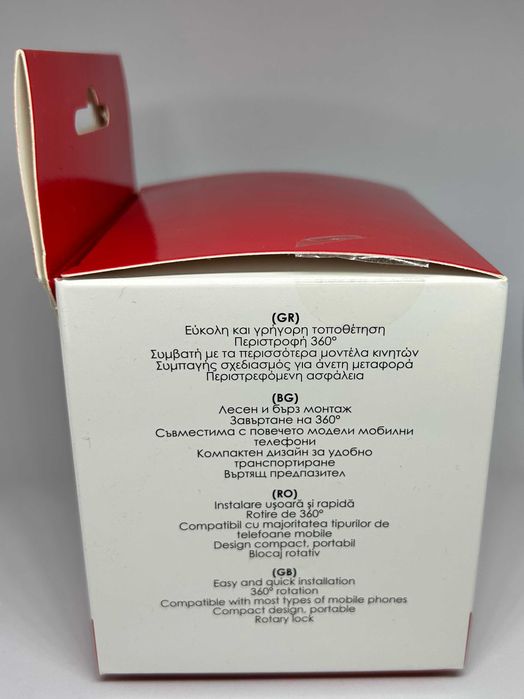 (GR)
Εύκολη και γρήγορη τοποθέτηση
Περιστροφή 360°
Συμβατή με τα περισσότερα μοντέλα κινητών
Συμπαγής σχεδιασμός για άνετη μεταφορά
Περιστρεφόμενη ασφάλεια
(BG)
Лесен и бърз монтаж
Завъртане на 360°
Съвместима с повечето модели мобилни
телефони
Компактен дизайн за удобно
транспортиране
Въртящ предпазител
(RO)
Instalare ușoară și rapidă
Rotire de 360°
Compatibil cu majoritatea tipurilor de
telefoane mobile
Design compact, portabil
Blocaj rotativ
(GB)
Easy and quick installation
360° rotation
Compatible with most types of mobile phones
Compact design, portable
Rotary lock